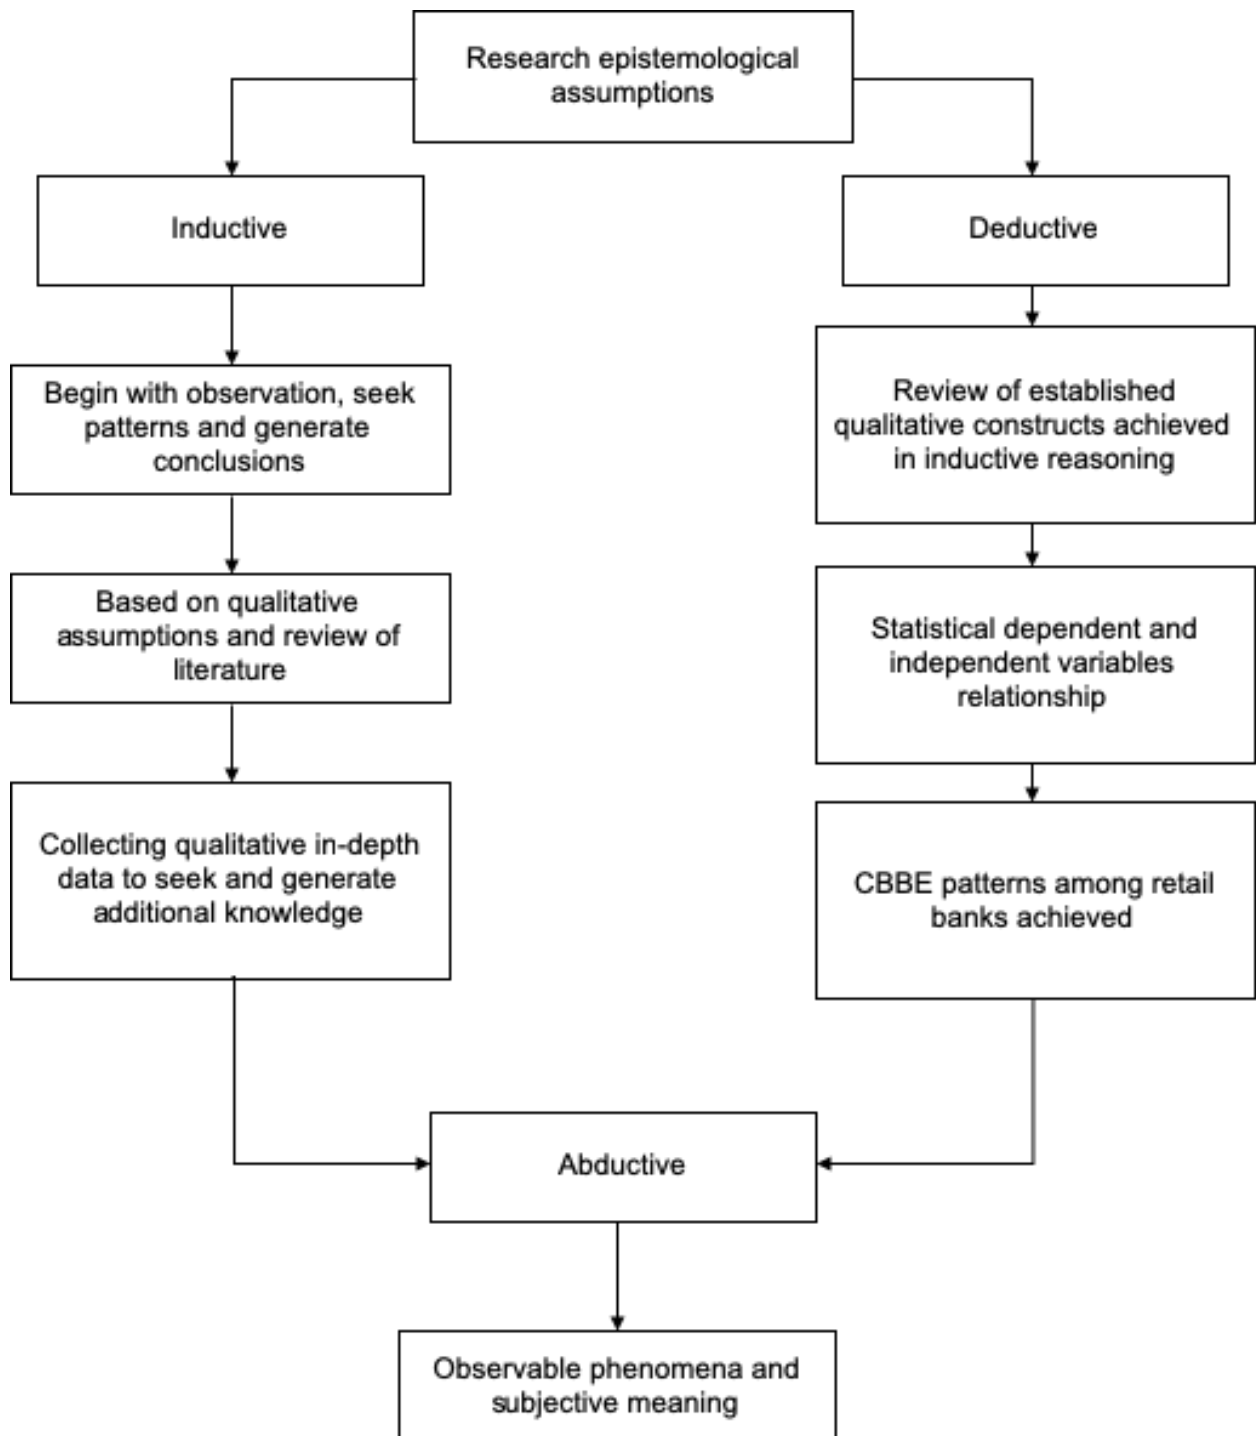 Research epistemological
assumptions
Inductive
Deductive
Begin with observation, seek
patterns and generate
conclusions
Review of established
qualitative constructs achieved
in inductive reasoning
Based on qualitative
assumptions and review of
literature
Statistical dependent and
independent variables
relationship
Collecting qualitative in-depth
data to seek and generate
additional knowledge
CBBE patterns among retail
banks achieved
Abductive
Observable phenomena and
subjective meaning